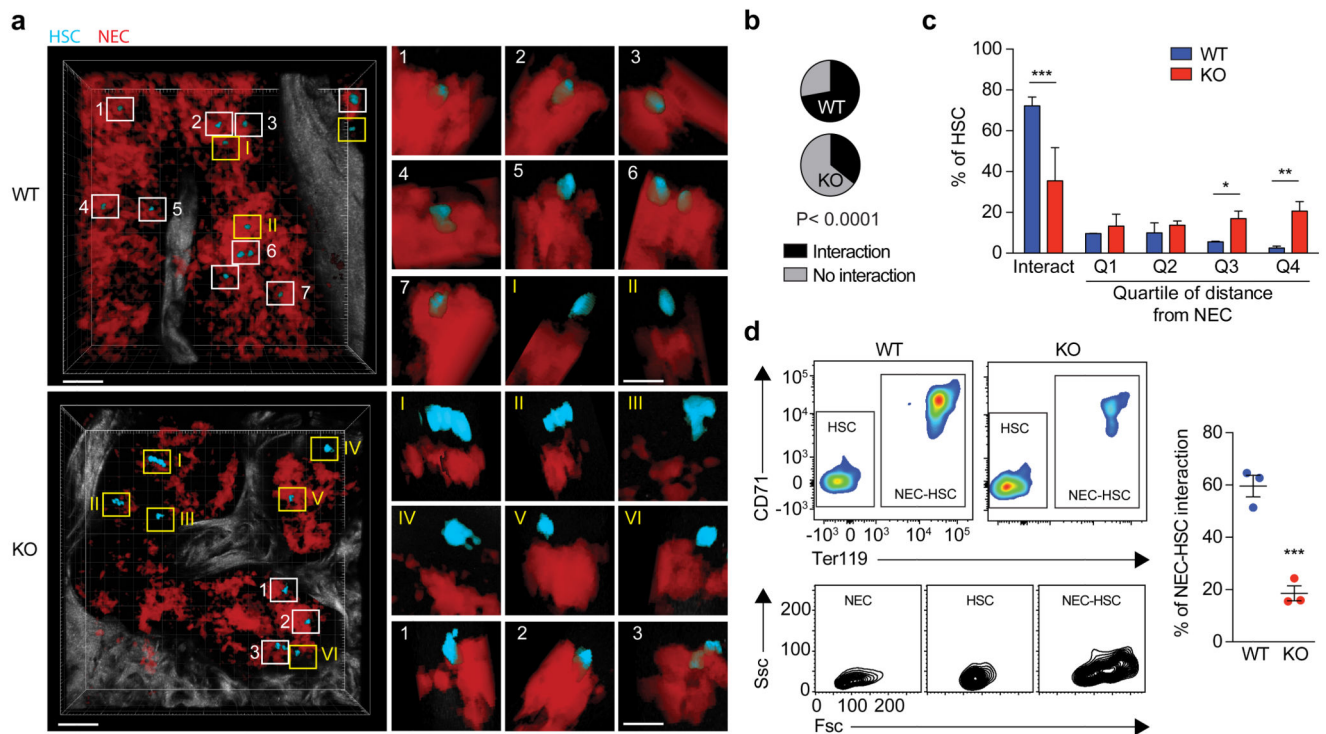 a
HSC NEC
WT
1
2
3
I
4
5
II
6
7
1
2
3
4
5
6
7
I
II
KO
I
IV
II
III
V
1
2
3
VI
I
II
III
IV
V
VI
1
2
3
b
WT
KO
P< 0.0001
Interaction
No interaction
c
% of HSC
100
80
60
40
20
0
WT
KO
***
*
**
Interact Q1 Q2 Q3 Q4
Quartile of distance
from NEC
d
WT KO
CD71
10⁵
10⁴
10³
0
-10³
HSC
NEC-HSC
HSC
NEC-HSC
-10³ 0 10³ 10⁴ 10⁵
Ter119
Ssc
200
100
0
NEC
HSC
NEC-HSC
0 100 200
Fsc
% of NEC-HSC interaction
80
60
40
20
0
***
WT KO